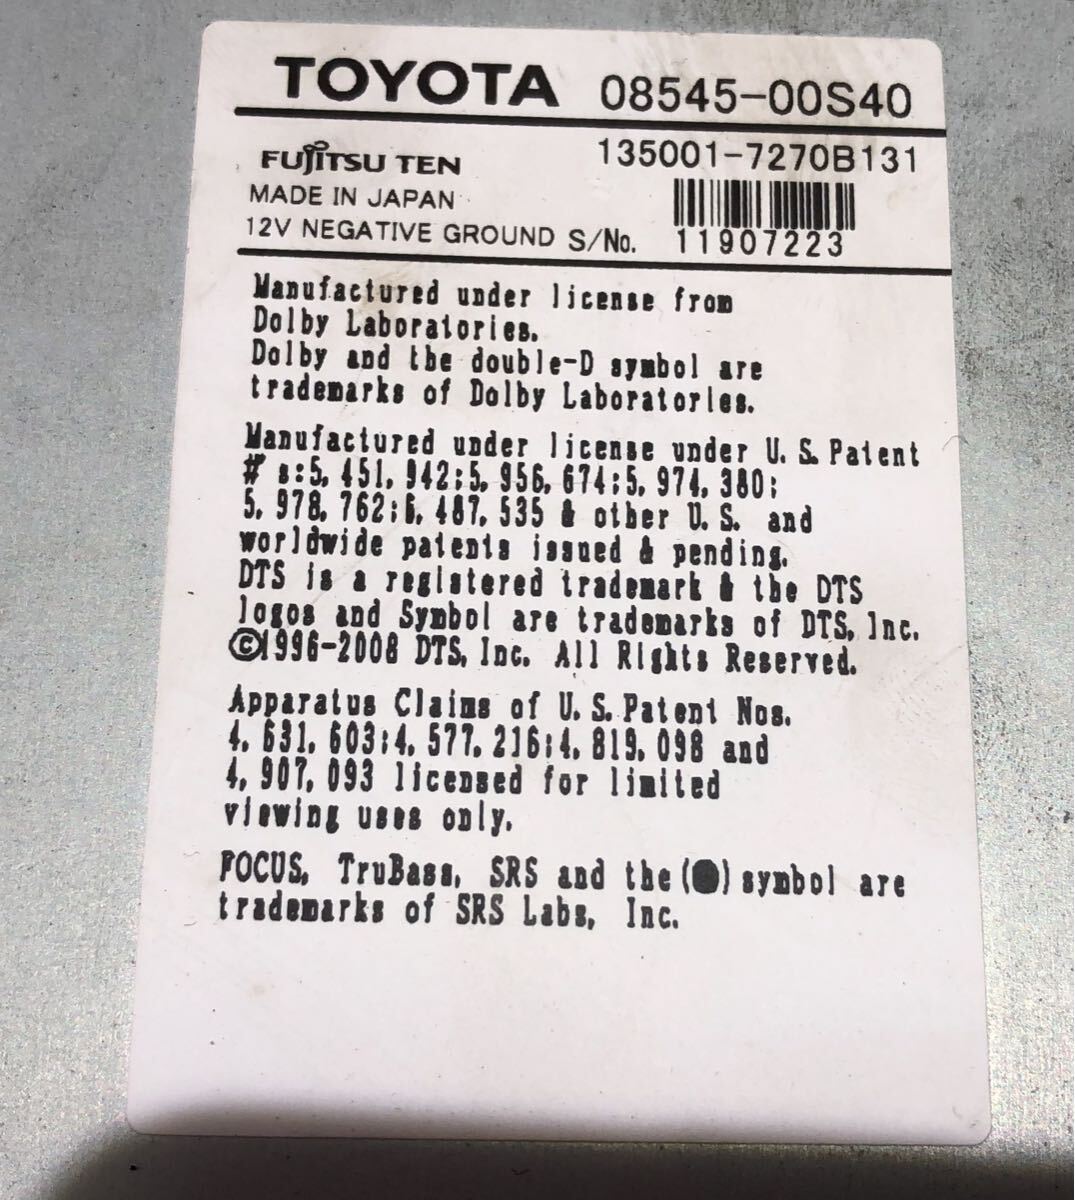 TOYOTA 08545-00S40
FUJITSU TEN 135001-7270B131
MADE IN JAPAN
12V NEGATIVE GROUND S/No. 11907223
Manufactured under license from
Dolby Laboratories.
Dolby and the double-D symbol are
trademarks of Dolby Laboratories.
Manufactured under license under U.S.Patent
#'s:5,451,942;5,956,674;5,974,380;
5,978,762;6,487,535 & other U.S. and
worldwide patents issued & pending.
DTS is a registered trademark & the DTS
logos and Symbol are trademarks of DTS,Inc.
©1996-2008 DTS,Inc. All Rights Reserved.
Apparatus Claims of U.S.Patent Nos.
4,631,603;4,577,216;4,819,098 and
4,907,093 licensed for limited
viewing uses only.
FOCUS, TruBass, SRS and the (●) symbol are
trademarks of SRS Labs, Inc.